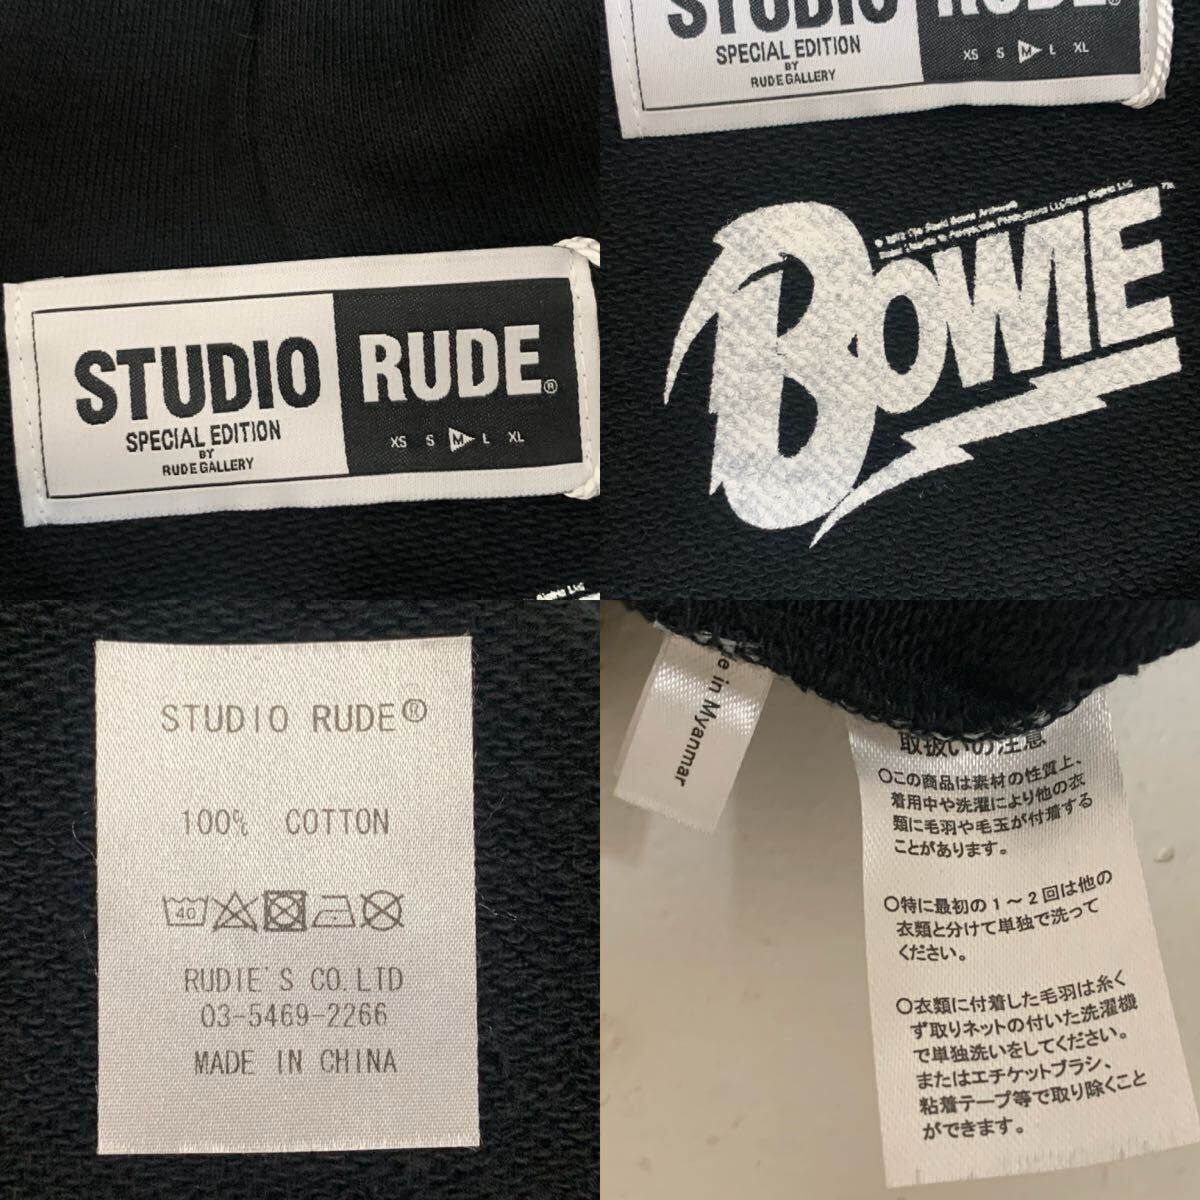 STUDIO RUDE®
SPECIAL EDITION
BY
RUDE GALLERY
XS S M L XL
Rights Ltd
STUDIO RUDE®
SPECIAL EDITION
BY
RUDE GALLERY
XS S M L XL
BOWIE™
STUDIO RUDE®
100% COTTON
40
RUDIE'S CO.LTD
03-5469-2266
MADE IN CHINA
in Myanmar
取扱いの注意
○この商品は素材の性質上、
着用中や洗濯により他の衣
類に毛羽や毛玉が付着する
ことがあります。
○特に最初の1～2回は他の
衣類と分けて単独で洗って
ください。
○衣類に付着した毛羽は糸く
ず取りネットの付いた洗濯機
で単独洗いをしてください。
またはエチケットブラシ、
粘着テープ等で取り除くこと
ができます。